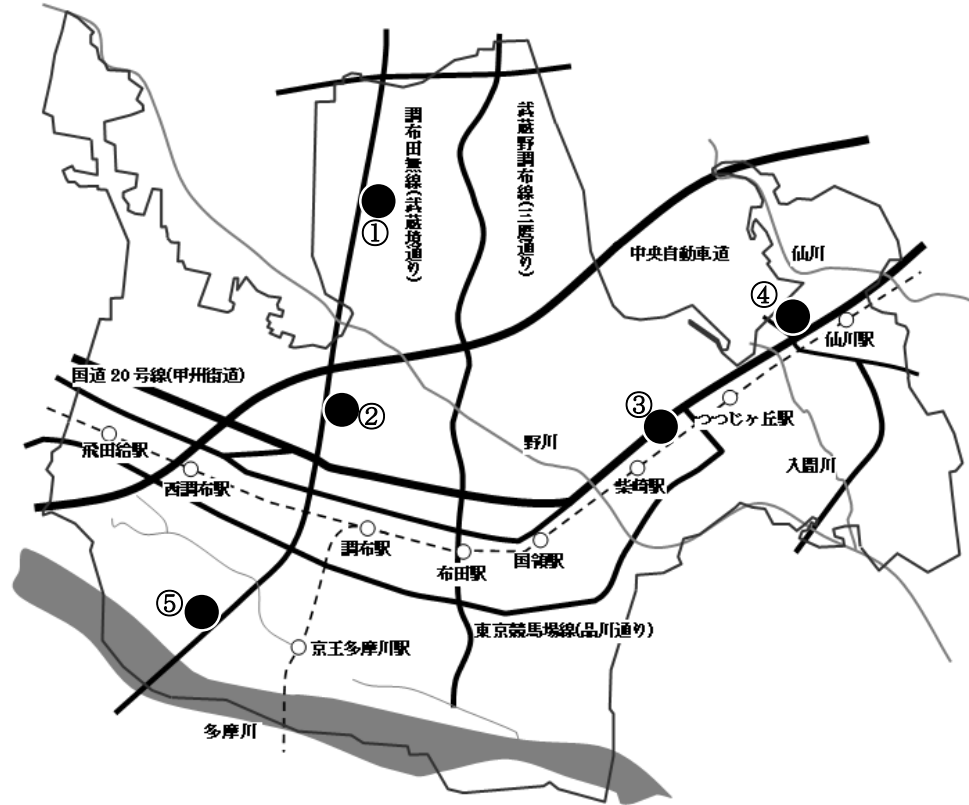 調布田無線(武蔵境通り)
武蔵野調布線(三鷹通り)
①
中央自動車道
仙川
④
仙川駅
国道20号線(甲州街道)
②
③
つつじヶ丘駅
飛田給駅
野川
入間川
西調布駅
柴崎駅
調布駅
国領駅
布田駅
⑤
東京競馬場線(品川通り)
京王多摩川駅
多摩川